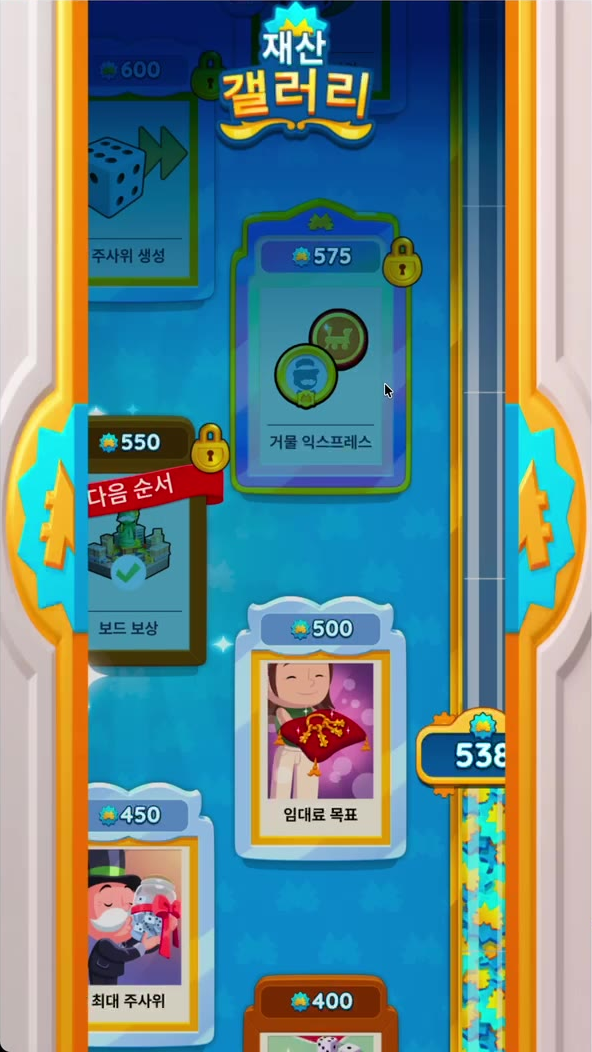 재산
갤러리
600
주사위 생성
575
거물 익스프레스
550
다음 순서
보드 보상
500
임대료 목표
538
450
최대 주사위
400